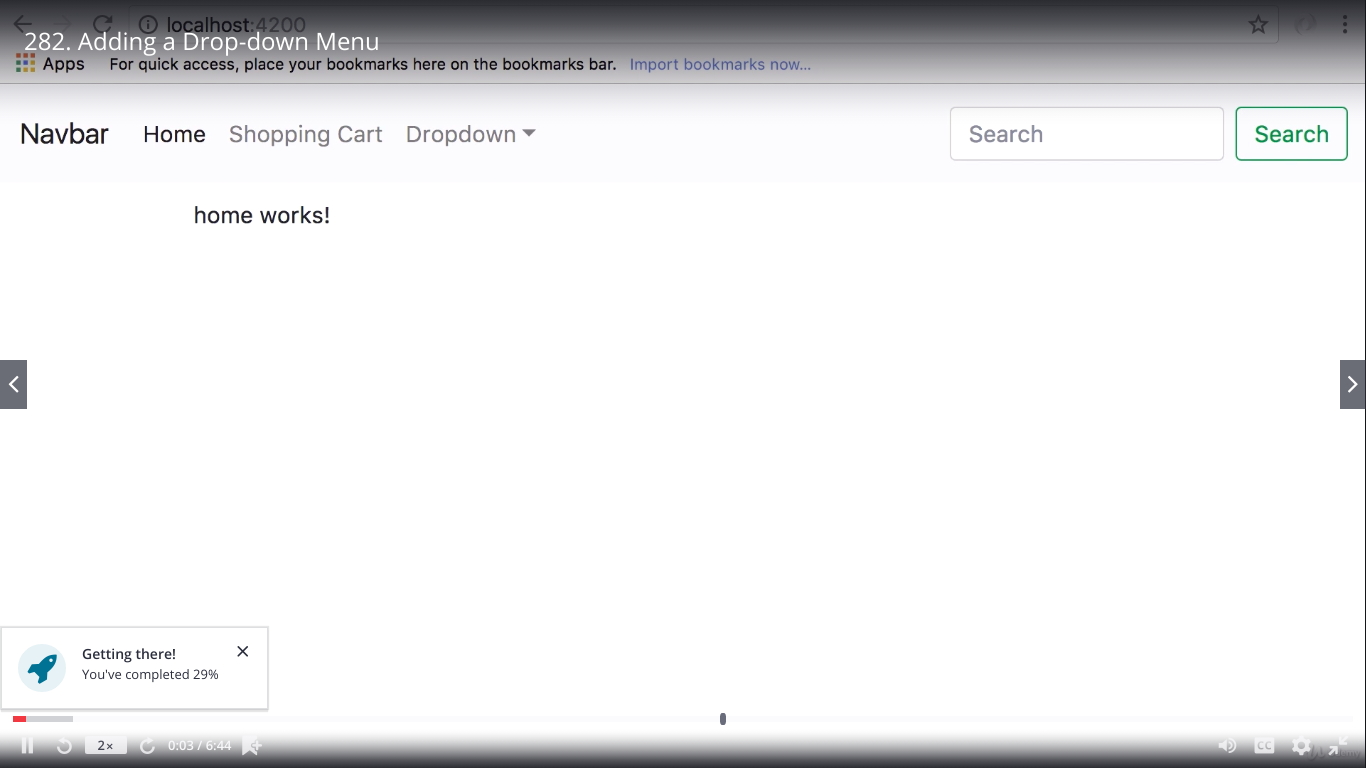 localhost:4200
282. Adding a Drop-down Menu
Apps For quick access, place your bookmarks here on the bookmarks bar. Import bookmarks now...
Navbar Home Shopping Cart Dropdown Search Search
home works!
Getting there!
You've completed 29%
2x 0:03 / 6:44 CC